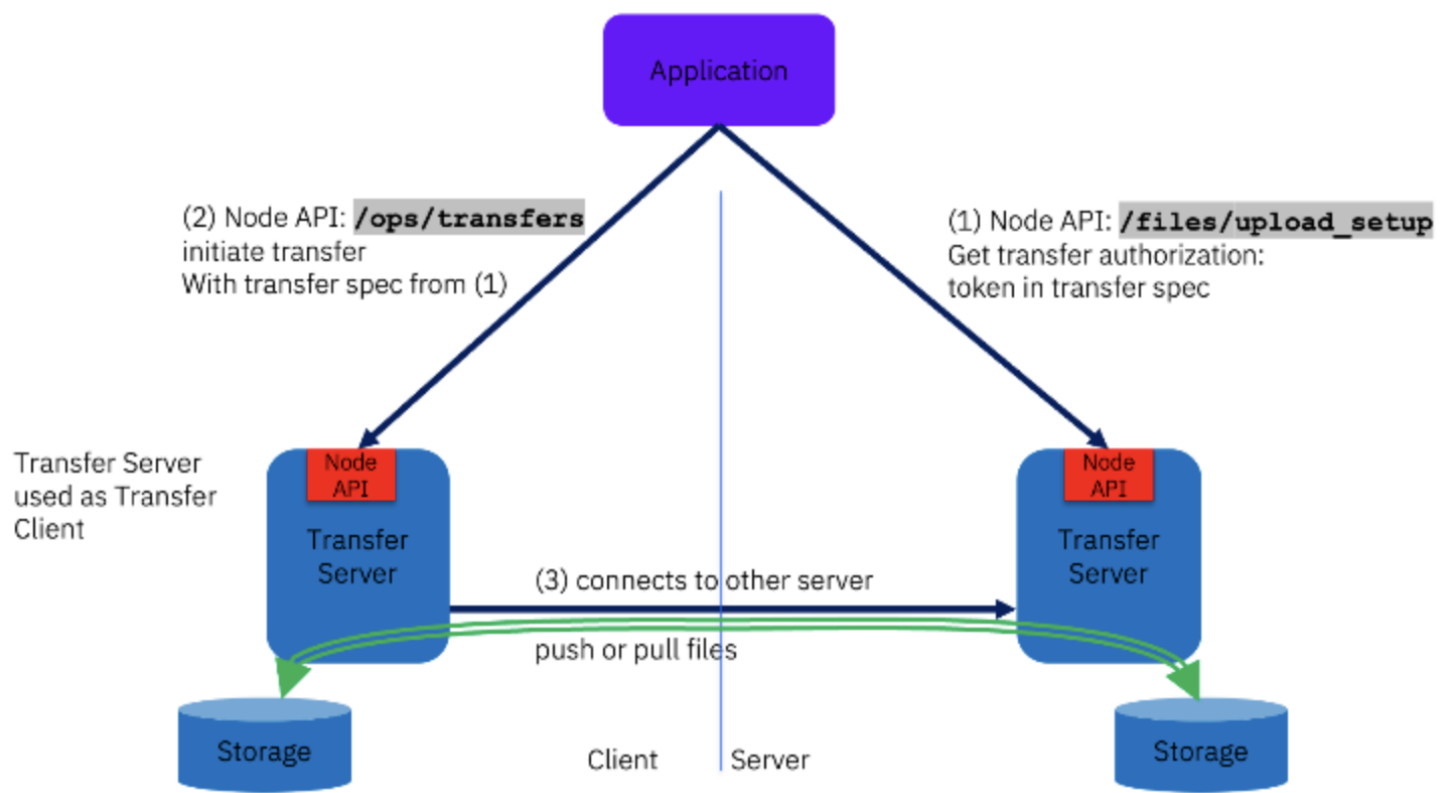 Application
(2) Node API: /ops/transfers
initiate transfer
With transfer spec from (1)
(1) Node API: /files/upload_setup
Get transfer authorization:
token in transfer spec
Transfer Server
used as Transfer
Client
Node
API
Transfer
Server
Node
API
Transfer
Server
(3) connects to other server
push or pull files
Storage
Client
Server
Storage